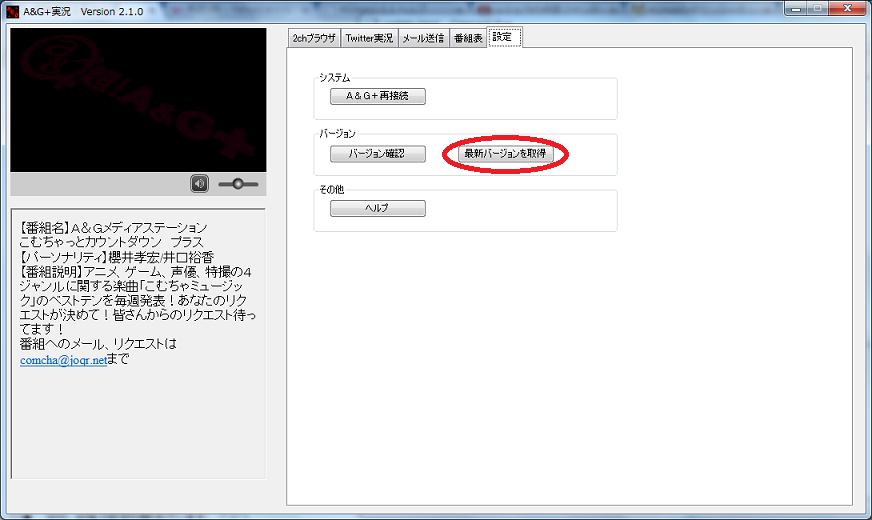 A&G+実況 Version 2.1.0
超!A&G+
2chブラウザ
Twitter実況
メール送信
番組表
設定
システム
A&G+再接続
バージョン
バージョン確認
最新バージョンを取得
その他
ヘルプ
【番組名】A&Gメディアステーション
こむちゃっとカウントダウン プラス
【パーソナリティ】櫻井孝宏/井口裕香
【番組説明】アニメ、ゲーム、声優、特撮の4
ジャンルに関する楽曲「こむちゃミュージッ
ク」のベストテンを毎週発表!あなたのリク
エストが決めて!皆さんからのリクエスト待っ
てます!
番組へのメール、リクエストは
comcha@joqr.netまで